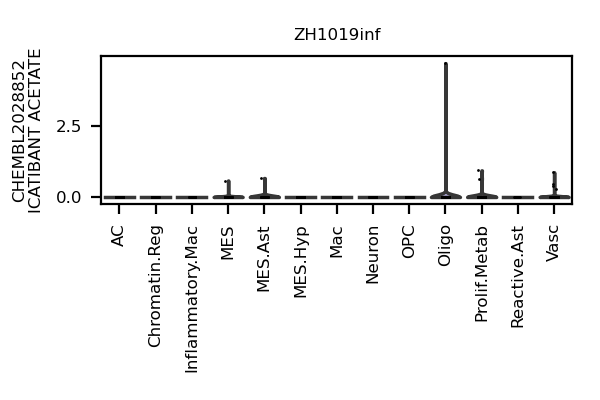 ZH1019inf
CHEMBL2028852
ICATIBANT ACETATE
2.5
0.0
AC
Chromatin.Reg
Inflammatory.Mac
MES
MES.Ast
MES.Hyp
Mac
Neuron
OPC
Oligo
Prolif.Metab
Reactive.Ast
Vasc